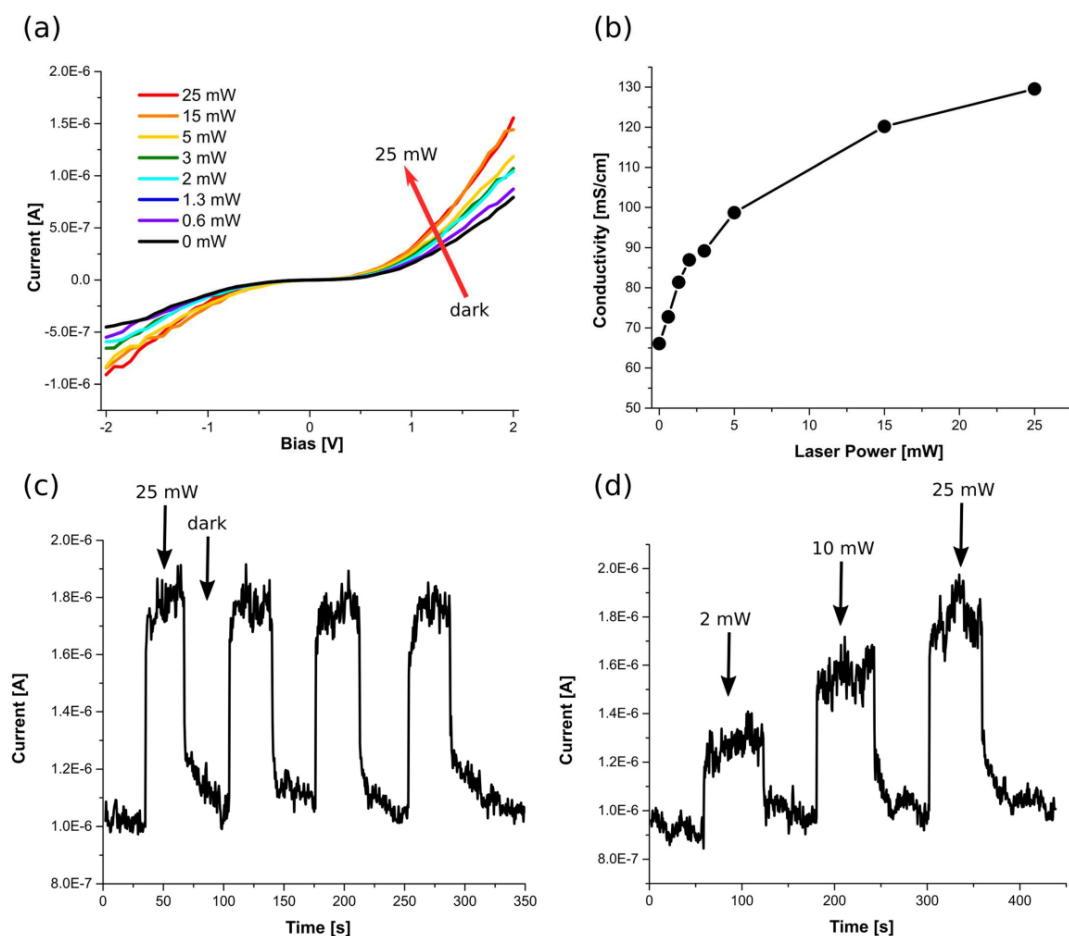 (a)
Current [A]
2.0E-6
1.5E-6
1.0E-6
5.0E-7
0.0
-5.0E-7
-1.0E-6
25 mW
15 mW
5 mW
3 mW
2 mW
1.3 mW
0.6 mW
0 mW
25 mW
dark
-2
-1
0
1
2
Bias [V]
(b)
Conductivity [mS/cm]
130
120
110
100
90
80
70
60
50
0
5
10
15
20
25
Laser Power [mW]
(c)
25 mW
dark
Current [A]
2.0E-6
1.8E-6
1.6E-6
1.4E-6
1.2E-6
1.0E-6
8.0E-7
0
50
100
150
200
250
300
350
Time [s]
(d)
2 mW
10 mW
25 mW
Current [A]
2.0E-6
1.8E-6
1.6E-6
1.4E-6
1.2E-6
1.0E-6
8.0E-7
0
100
200
300
400
Time [s]